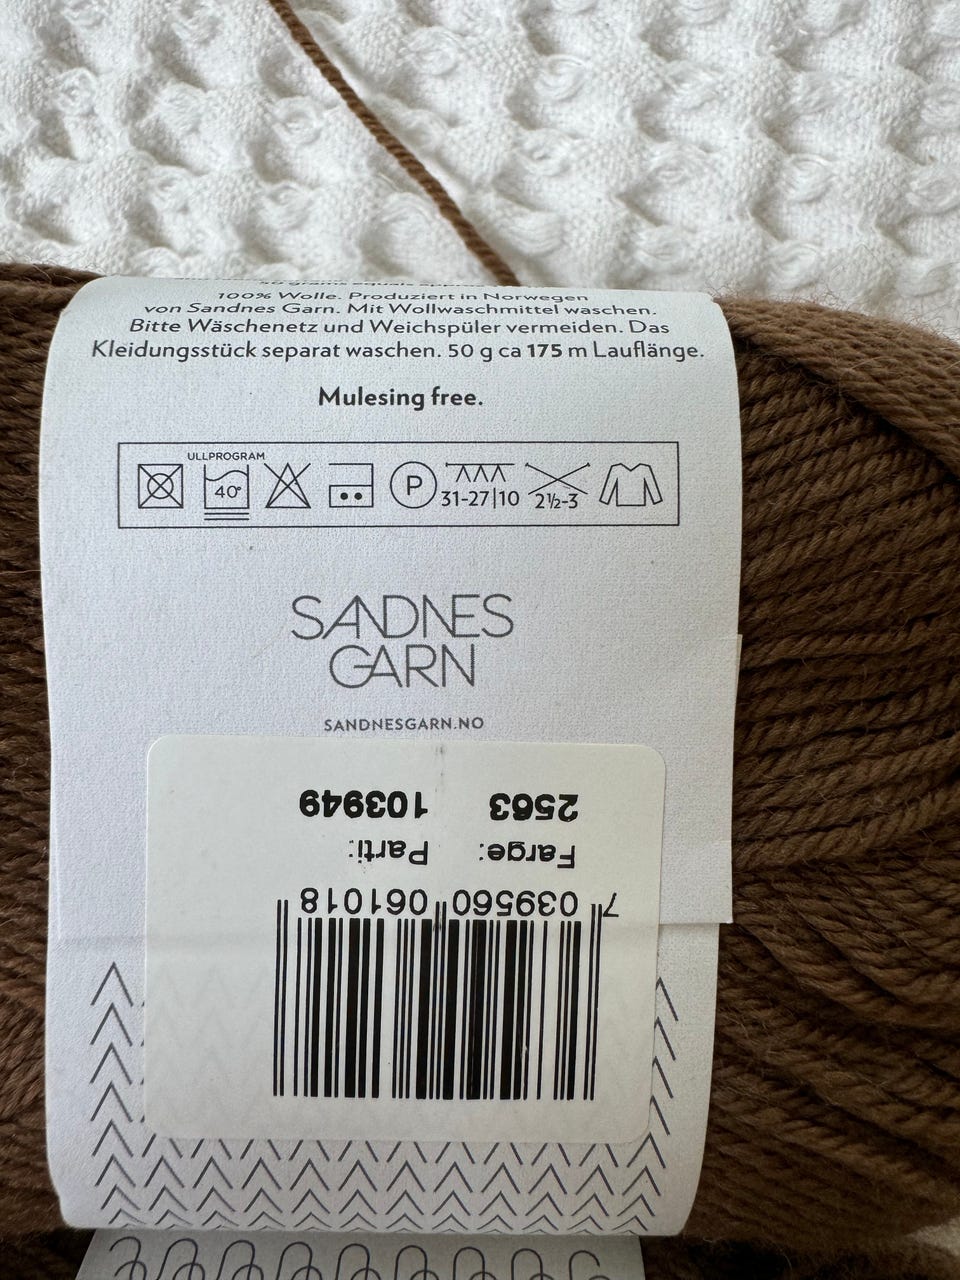 100% Wolle. Produziert in Norwegen
von Sandnes Garn. Mit Wollwaschmittel waschen.
Bitte Wäschenetz und Weichspüler vermeiden. Das
Kleidungsstück separat waschen. 50 g ca 175 m Lauflänge.
Mulesing free.
ULLPROGRAM
40° P 31-27|10 2½-3
SANDNES
GARN
SANDNESGARN.NO
7 039560 061018
Farge: Parti:
2563 103949